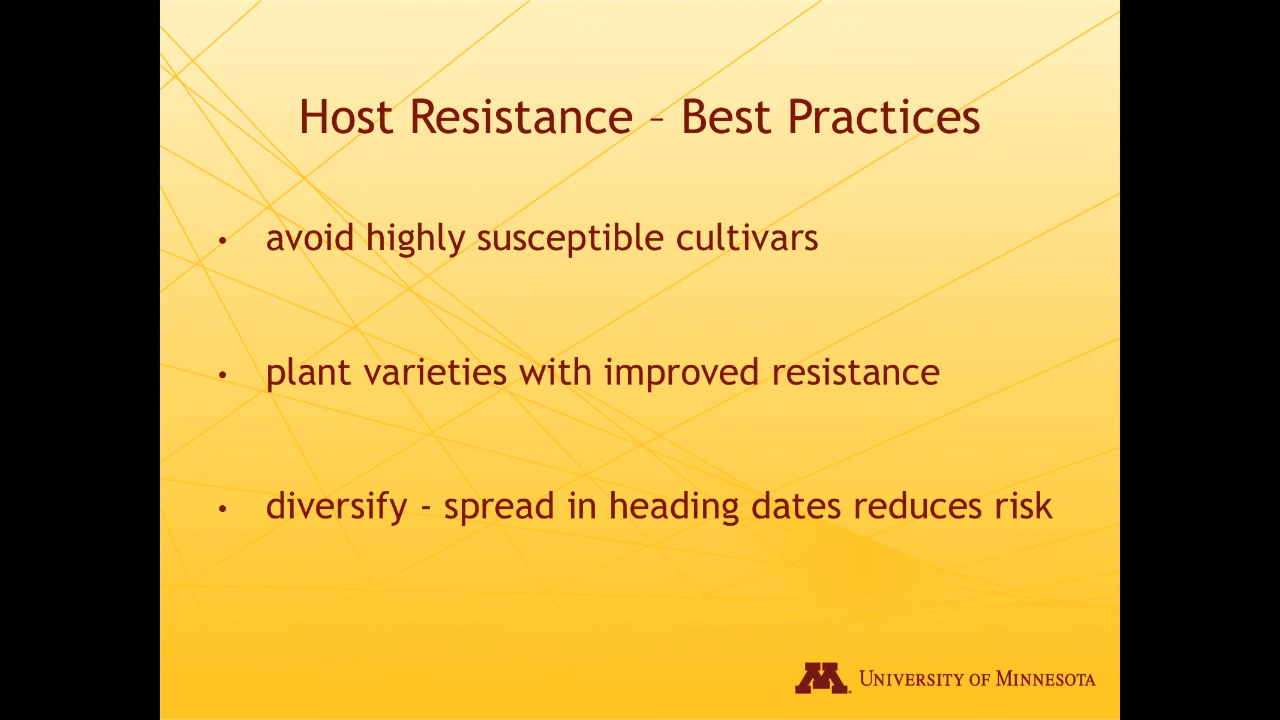 Host Resistance – Best Practices
• avoid highly susceptible cultivars
• plant varieties with improved resistance
• diversify - spread in heading dates reduces risk
M University of Minnesota